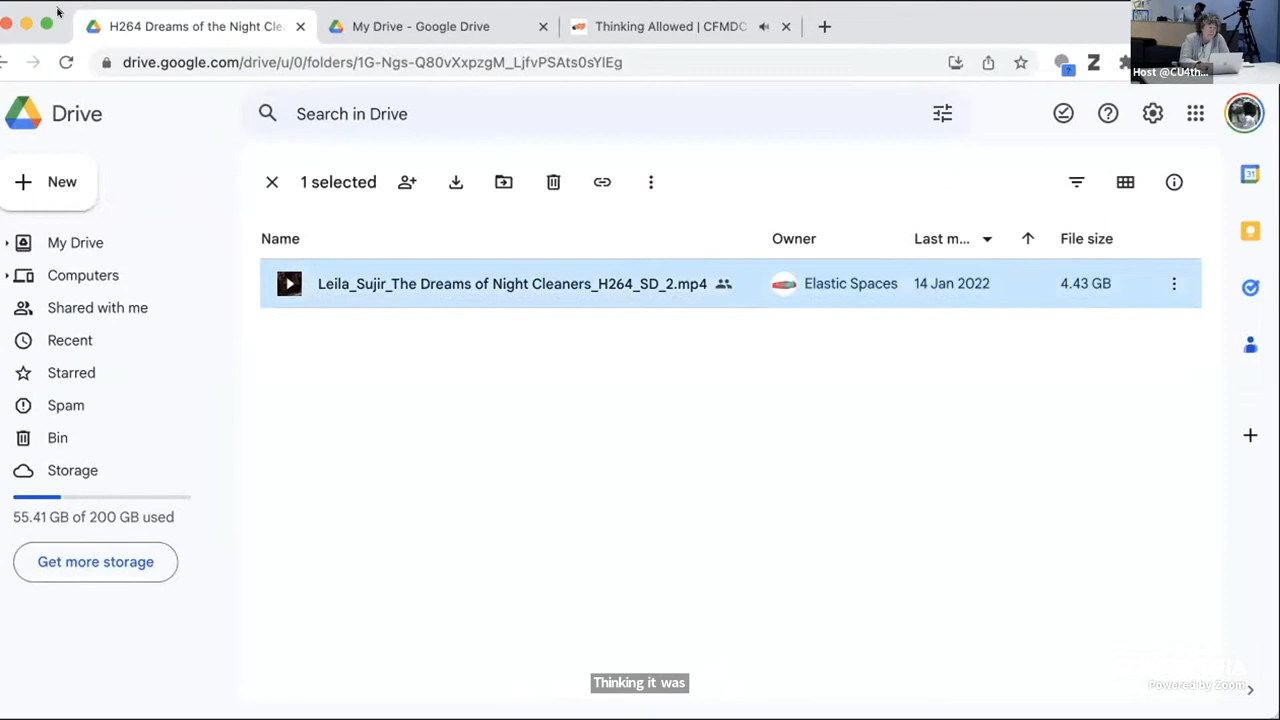 H264 Dreams of the Night Cle
My Drive - Google Drive
Thinking Allowed | CFMDC
drive.google.com/drive/u/0/folders/1G-Ngs-Q80vXxpzgM_LjfvPSAts0sYlEg
Z
?
Host @CU4th...
Drive
Search in Drive
New
1 selected
31
My Drive
Computers
Shared with me
Recent
Starred
Spam
Bin
Storage
55.41 GB of 200 GB used
Get more storage
Name
Owner
Last m...
File size
Leila_Sujir_The Dreams of Night Cleaners_H264_SD_2.mp4
Elastic Spaces
14 Jan 2022
4.43 GB
Thinking it was
Powered by Zoom